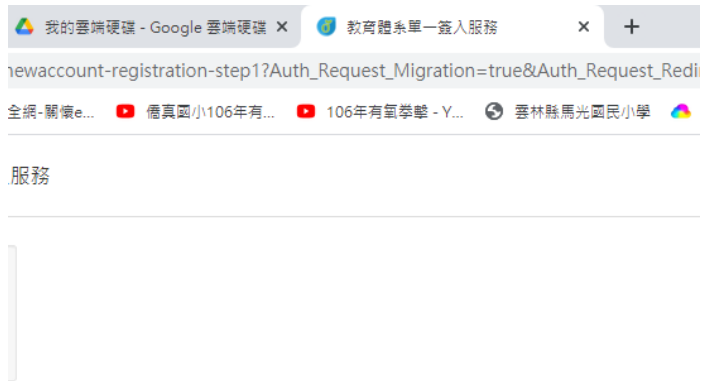 我的雲端硬碟 - Google 雲端硬碟 教育體系單一簽入服務
newaccount-registration-step1?Auth_Request_Migration=true&Auth_Request_Redi
全網-關懷e... 僑真國小106年有... 106年有氧拳擊 - Y... 雲林縣馬光國民小學
服務